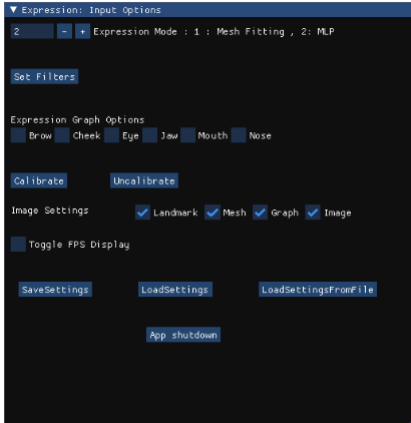 ▼ Expression: Input Options
2 - + Expression Mode : 1 : Mesh Fitting , 2: MLP
Set Filters
Expression Graph Options
Brow Cheek Eye Jaw Mouth Nose
Calibrate Uncalibrate
Image Settings Landmark Mesh Graph Image
Toggle FPS Display
SaveSettings LoadSettings LoadSettingsFromFile
App shutdown